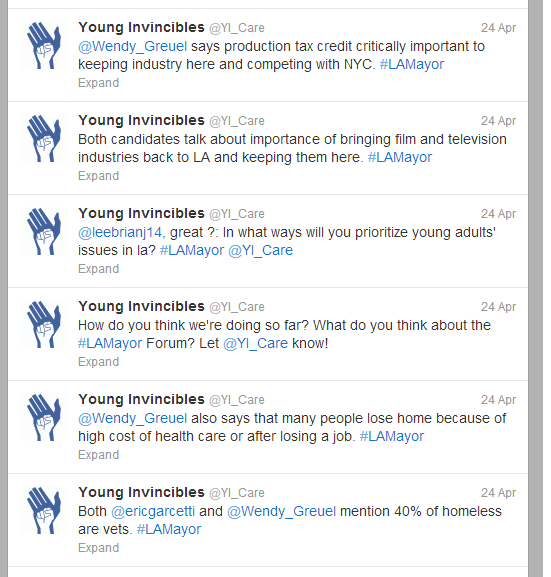 Young Invincibles @YI_Care 24 Apr
@Wendy_Greuel says production tax credit critically important to
keeping industry here and competing with NYC. #LAMayor
Expand
Young Invincibles @YI_Care 24 Apr
Both candidates talk about importance of bringing film and television
industries back to LA and keeping them here. #LAMayor
Expand
Young Invincibles @YI_Care 24 Apr
@leebrianj14, great ?: In what ways will you prioritize young adults'
issues in la? #LAMayor @YI_Care
Expand
Young Invincibles @YI_Care 24 Apr
How do you think we're doing so far? What do you think about the
#LAMayor Forum? Let @YI_Care know!
Expand
Young Invincibles @YI_Care 24 Apr
@Wendy_Greuel also says that many people lose home because of
high cost of health care or after losing a job. #LAMayor
Expand
Young Invincibles @YI_Care 24 Apr
Both @ericgarcetti and @Wendy_Greuel mention 40% of homeless
are vets. #LAMayor
Expand